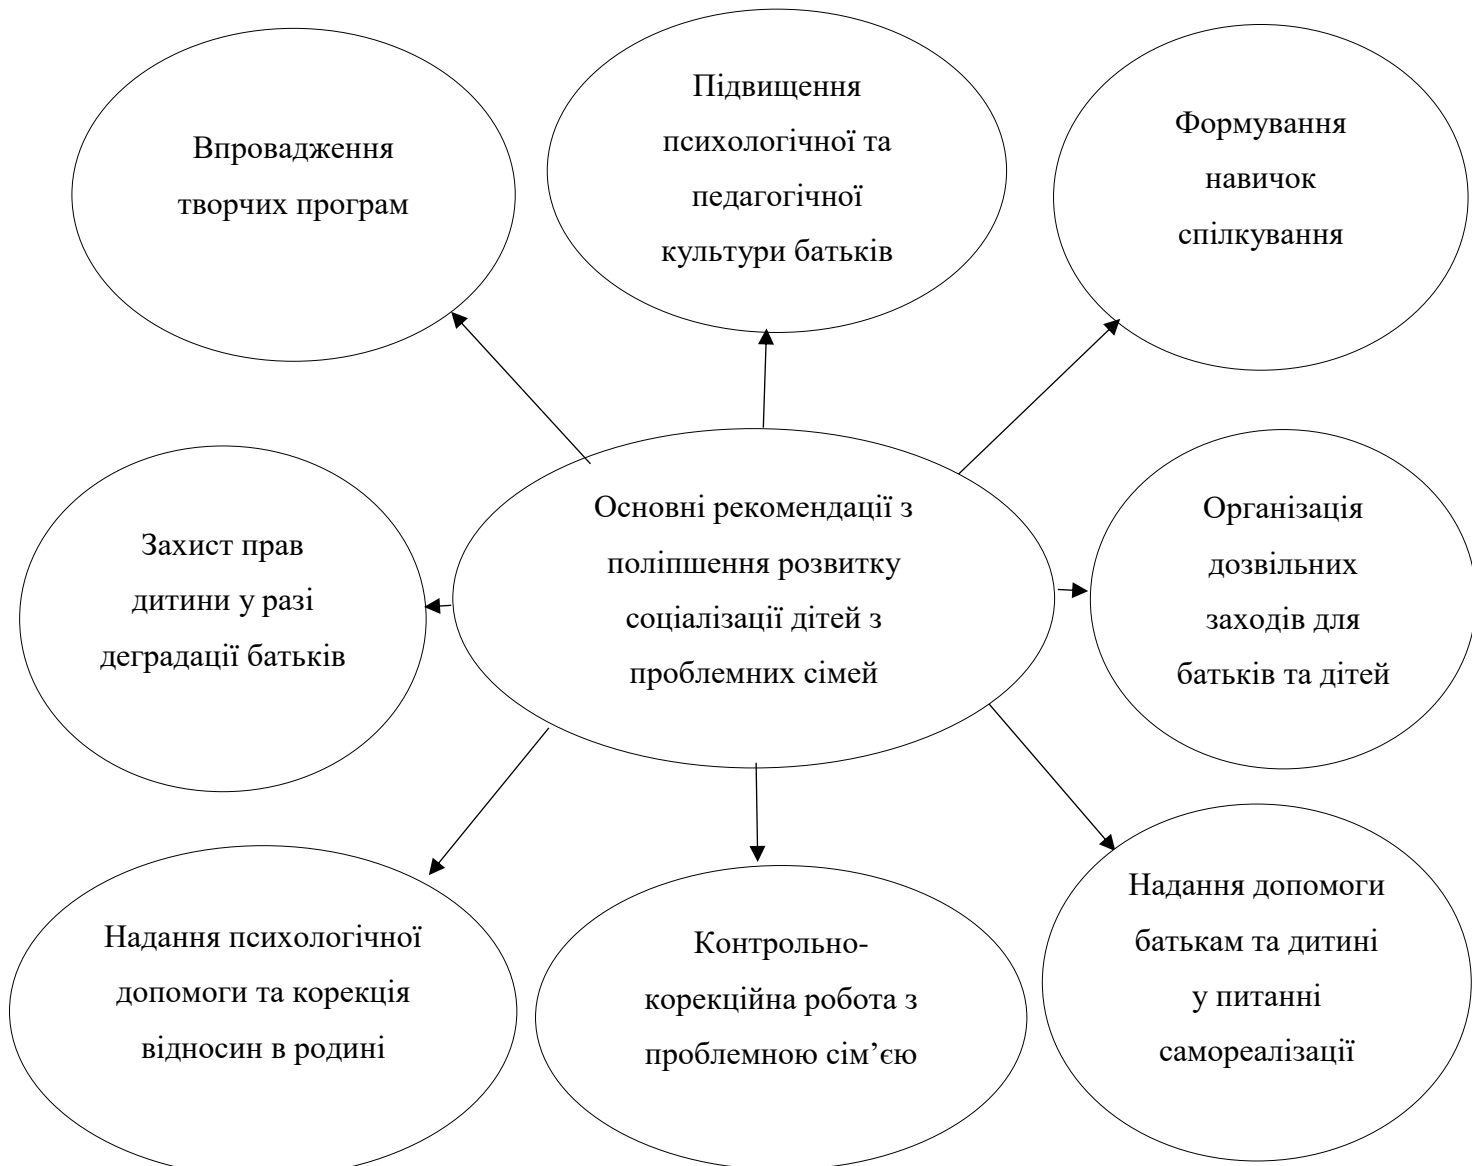 Впровадження
творчих програм
Підвищення
психологічної та
педагогічної
культури батьків
Формування
навичок
спілкування
Захист прав
дитини у разі
деградації батьків
Основні рекомендації з
поліпшення розвитку
соціалізації дітей з
проблемних сімей
Організація
дозвільних
заходів для
батьків та дітей
Надання психологічної
допомоги та корекція
відносин в родині
Контрольно-
корекційна робота з
проблемною сім’єю
Надання допомоги
батькам та дитині
у питанні
самореалізації